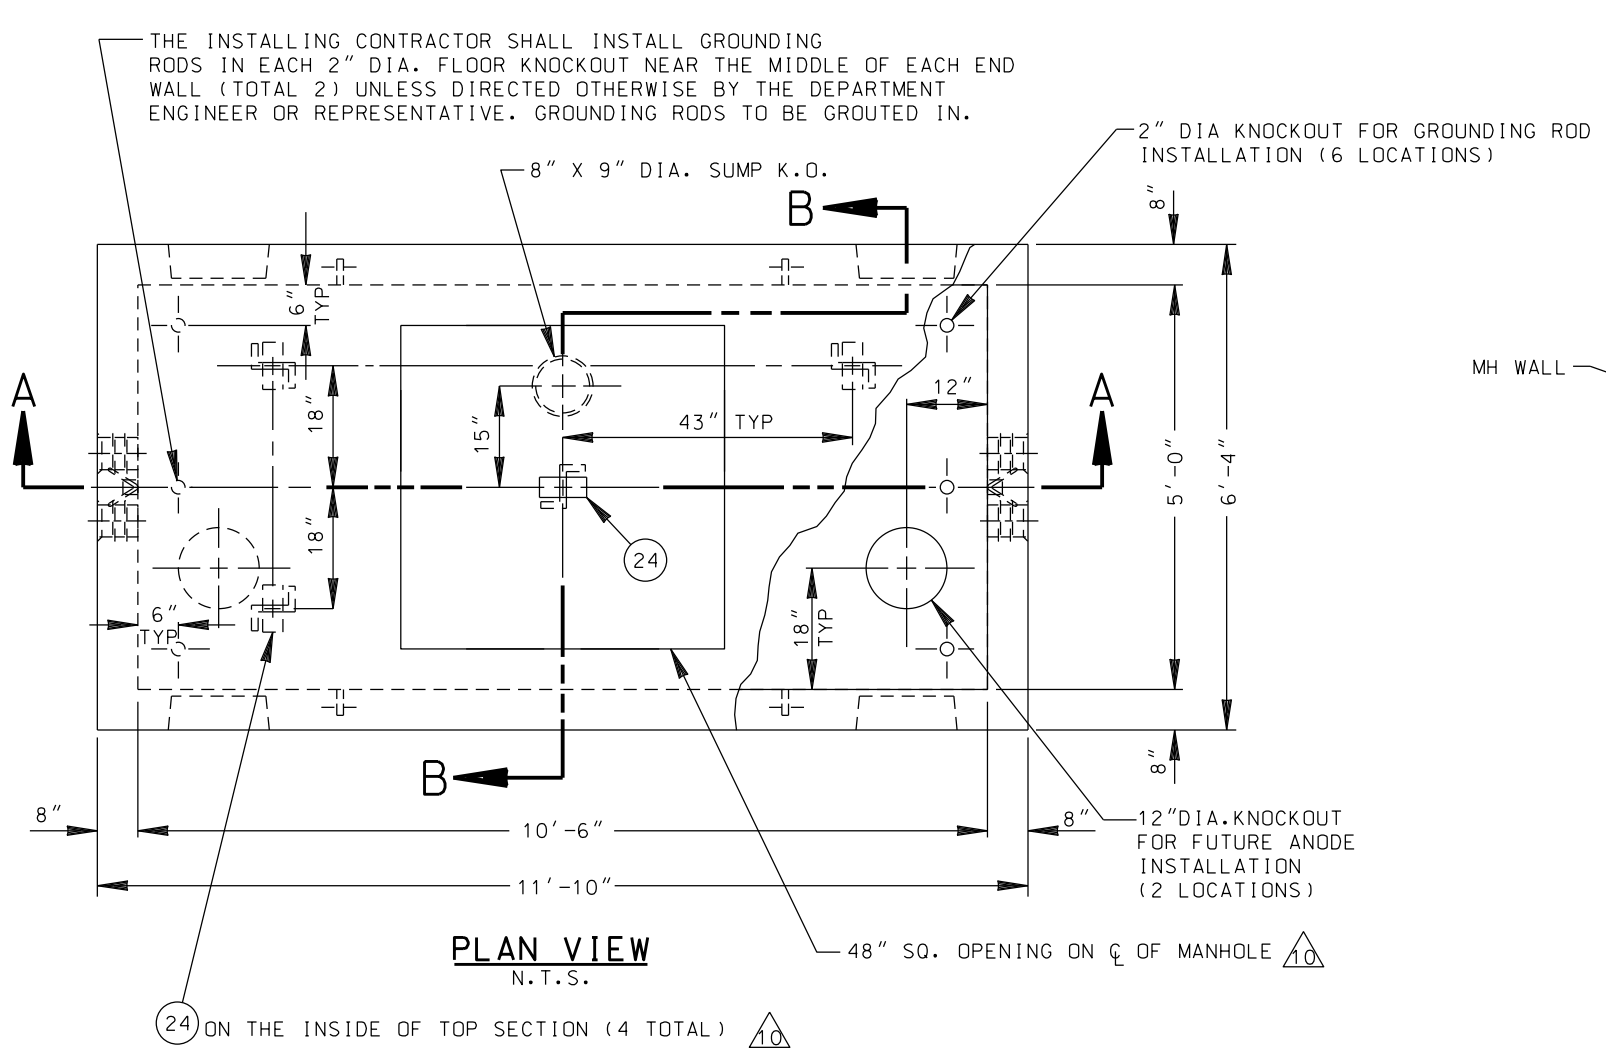 THE INSTALLING CONTRACTOR SHALL INSTALL GROUNDING
RODS IN EACH 2" DIA. FLOOR KNOCKOUT NEAR THE MIDDLE OF EACH END
WALL (TOTAL 2) UNLESS DIRECTED OTHERWISE BY THE DEPARTMENT
ENGINEER OR REPRESENTATIVE. GROUNDING RODS TO BE GROUTED IN.
2" DIA KNOCKOUT FOR GROUNDING ROD
INSTALLATION (6 LOCATIONS)
8" X 9" DIA. SUMP K.O.
B
8"
6"
TYP
MH WALL
A
A
12"
18"
15"
43" TYP
5'-0"
6'-4"
18"
24
6"
TYP
18"
TYP
B
8"
8"
10'-6"
8"
12"DIA.KNOCKOUT
FOR FUTURE ANODE
INSTALLATION
(2 LOCATIONS)
11'-10"
PLAN VIEW
N.T.S.
48" SQ. OPENING ON ℄ OF MANHOLE 10
24 ON THE INSIDE OF TOP SECTION (4 TOTAL) 10